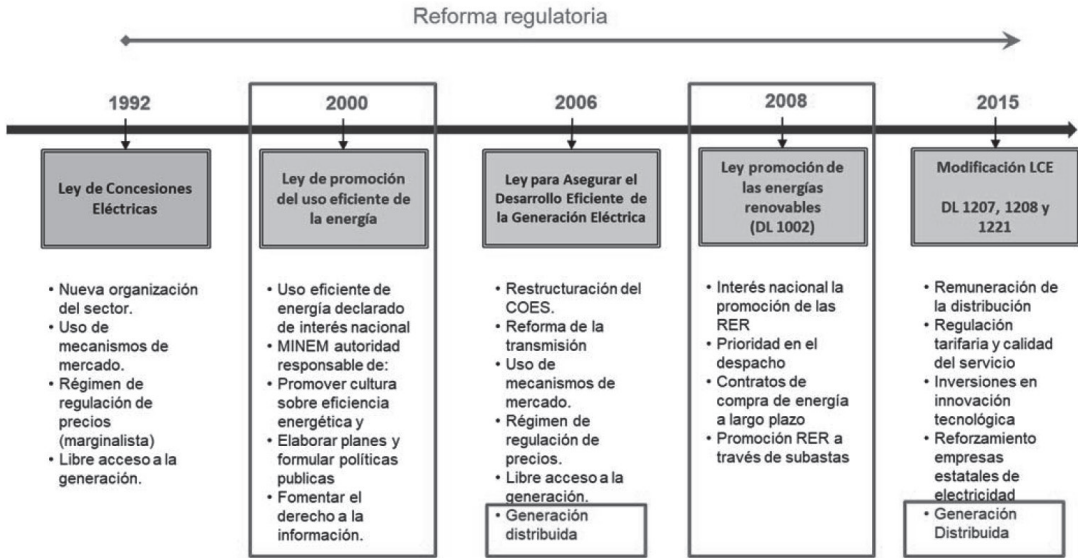 Reforma regulatoria
1992
2000
2006
2008
2015
Ley de Concesiones
Eléctricas
Ley de promoción
del uso eficiente de
la energía
Ley para Asegurar el
Desarrollo Eficiente de
la Generación Eléctrica
Ley promoción de
las energías
renovables
(DL 1002)
Modificación LCE
DL 1207, 1208 y
1221
• Nueva organización
del sector.
• Uso de
mecanismos de
mercado.
• Régimen de
regulación de
precios
(marginalista)
• Libre acceso a la
generación.
• Uso eficiente de
energía declarado
de interés nacional
• MINEM autoridad
responsable de:
• Promover cultura
sobre eficiencia
energética y
• Elaborar planes y
formular políticas
publicas
• Fomentar el
derecho a la
información.
• Restructuración del
COES.
• Reforma de la
transmisión
• Uso de
mecanismos de
mercado.
• Régimen de
regulación de
precios.
• Libre acceso a la
generación.
• Generación
distribuida
• Interés nacional la
promoción de las
RER
• Prioridad en el
despacho
• Contratos de
compra de energía
a largo plazo
• Promoción RER a
través de subastas
• Remuneración de
la distribución
• Regulación
tarifaria y calidad
del servicio
• Inversiones en
innovación
tecnológica
• Reforzamiento
empresas
estatales de
electricidad
• Generación
Distribuida